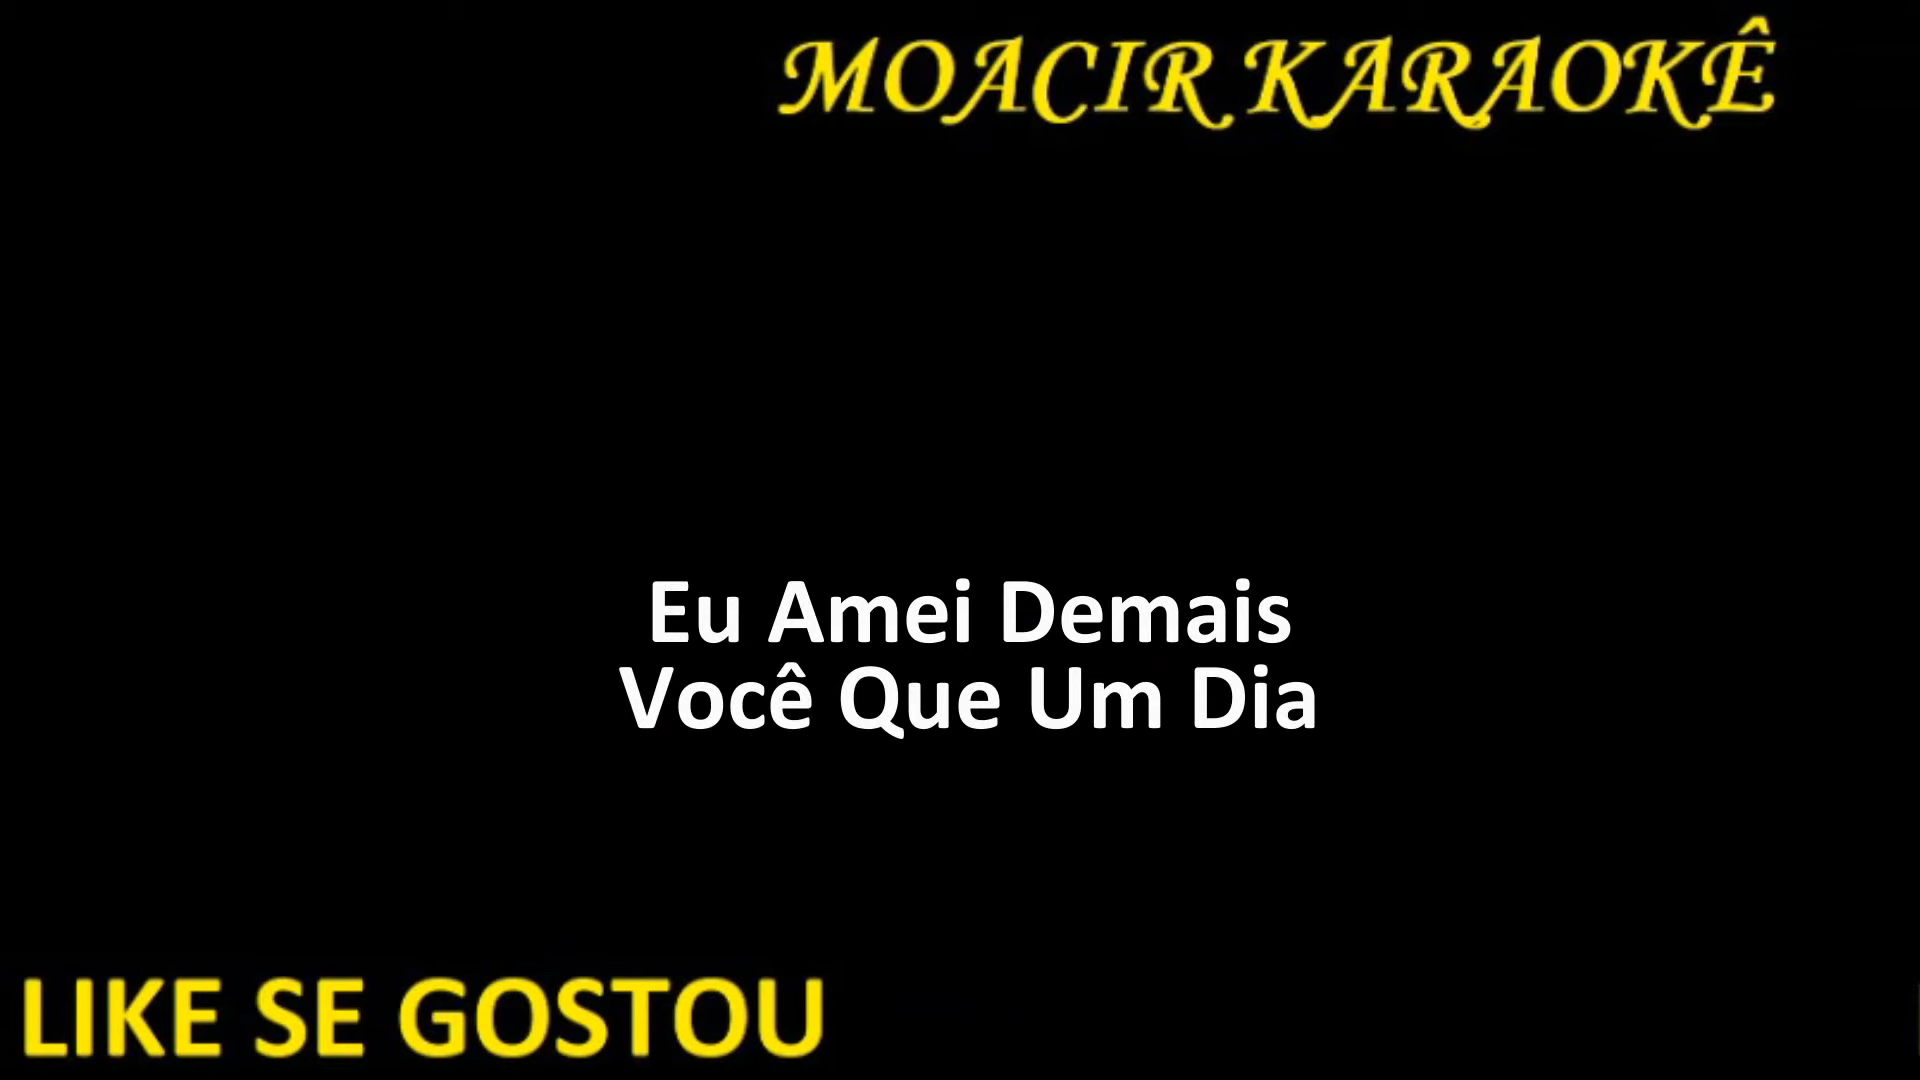 MOACIR KARAOKÊ
Eu Amei Demais
Você Que Um Dia
LIKE SE GOSTOU